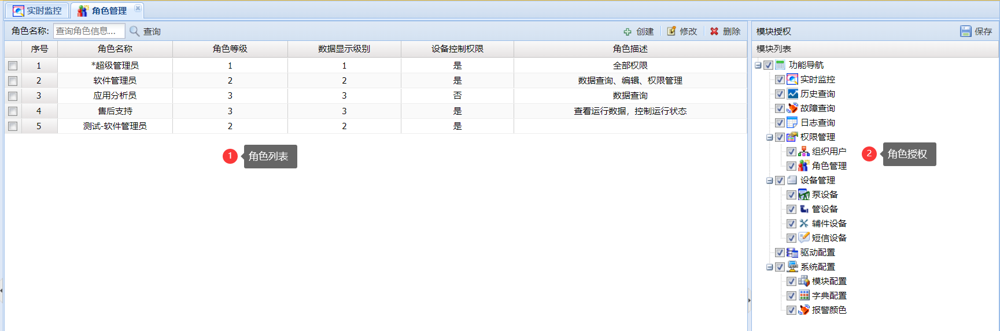 实时监控 角色管理
角色名称: 查询角色信息... 查询 创建 修改 删除
序号 角色名称 角色等级 数据显示级别 设备控制权限 角色描述
1 *超级管理员 1 1 是 全部权限
2 软件管理员 2 2 是 数据查询、编辑、权限管理
3 应用分析员 3 3 否 数据查询
4 售后支持 3 3 是 查看运行数据，控制运行状态
5 测试-软件管理员 2 2 是
1 角色列表
模块授权 保存
模块列表
功能导航
实时监控
历史查询
故障查询
日志查询
权限管理
组织用户
角色管理
2 角色授权
设备管理
泵设备
管设备
辅件设备
短信设备
驱动配置
系统配置
模块配置
字典配置
报警颜色